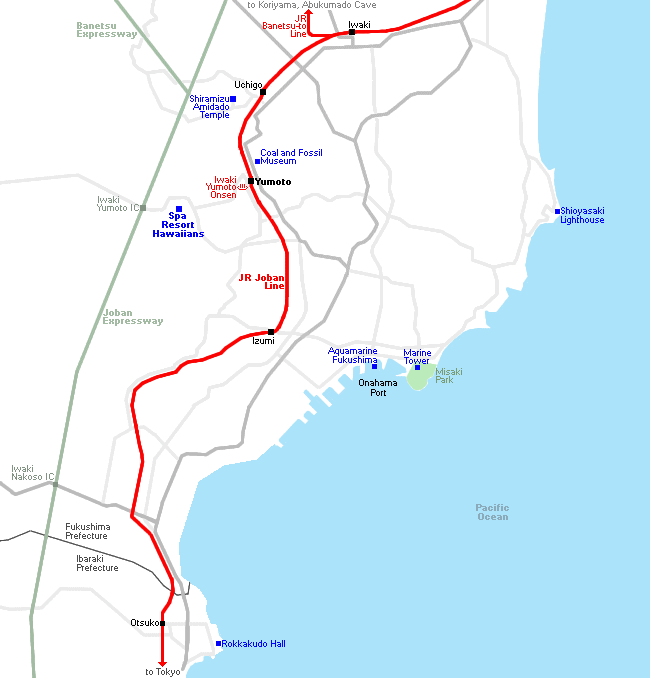 to Koriyama, Abukumado Cave
JR
Banetsu-to
Line
Iwaki
Banetsu
Expressway
Uchigo
Shiramizu
Amidado
Temple
Coal and Fossil
Museum
Iwaki
Yumoto
Onsen
Yumoto
Iwaki
Yumoto IC
Spa
Resort
Hawaiians
Shioyasaki
Lighthouse
JR Joban
Line
Joban
Expressway
Izumi
Aquamarine
Fukushima
Marine
Tower
Misaki
Park
Onahama
Port
Iwaki
Nakoso IC
Pacific
Ocean
Fukushima
Prefecture
Ibaraki
Prefecture
Otsuko
Rokkakudo Hall
to Tokyo